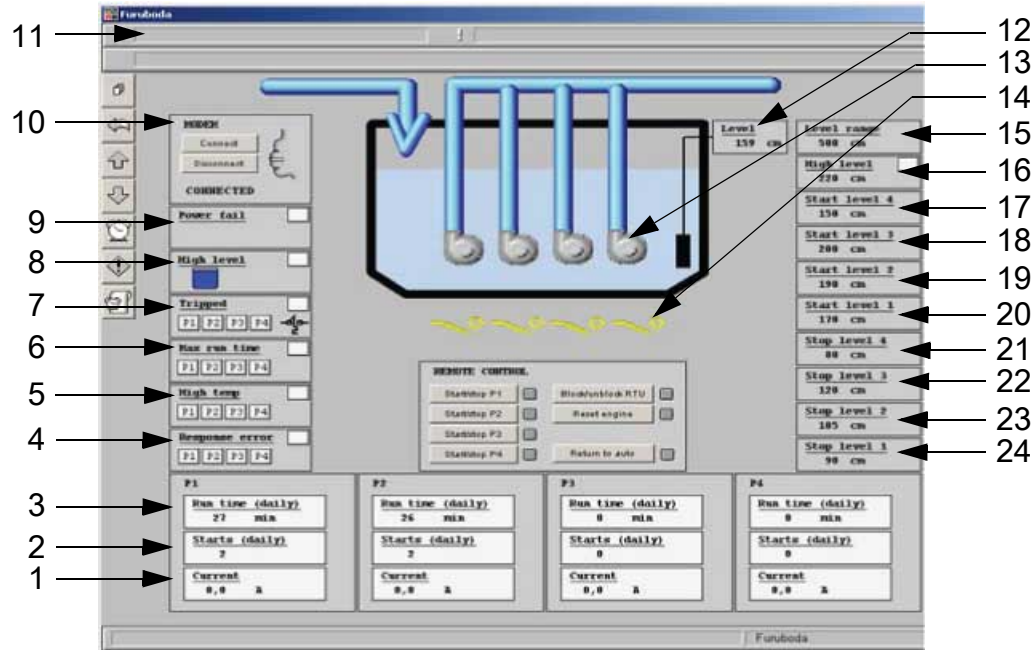 Furuboda
11
12
13
14
10
MODEM
Connect
Disconnect
CONNECTED
Level
159 cm
Level range
500 cm
15
High level
220 cm
16
9
Power fail
Start level 4
150 cm
17
8
High level
Start level 3
200 cm
18
7
Tripped
P1 P2 P3 P4
Start level 2
190 cm
19
6
Max run time
P1 P2 P3 P4
Start level 1
170 cm
20
Stop level 4
80 cm
21
5
High temp
P1 P2 P3 P4
Stop level 3
120 cm
22
4
Response error
P1 P2 P3 P4
Stop level 2
105 cm
23
Stop level 1
90 cm
24
REMOTE CONTROL
Start/stop P1
Block/unblock RTU
Start/stop P2
Reset engine
Start/stop P3
Start/stop P4
Return to auto
3
2
1
P1
Run time (daily)
27 min
Starts (daily)
2
Current
0,0 A
P2
Run time (daily)
26 min
Starts (daily)
2
Current
0,0 A
P3
Run time (daily)
0 min
Starts (daily)
0
Current
0,0 A
P4
Run time (daily)
0 min
Starts (daily)
0
Current
0,0 A
Furuboda